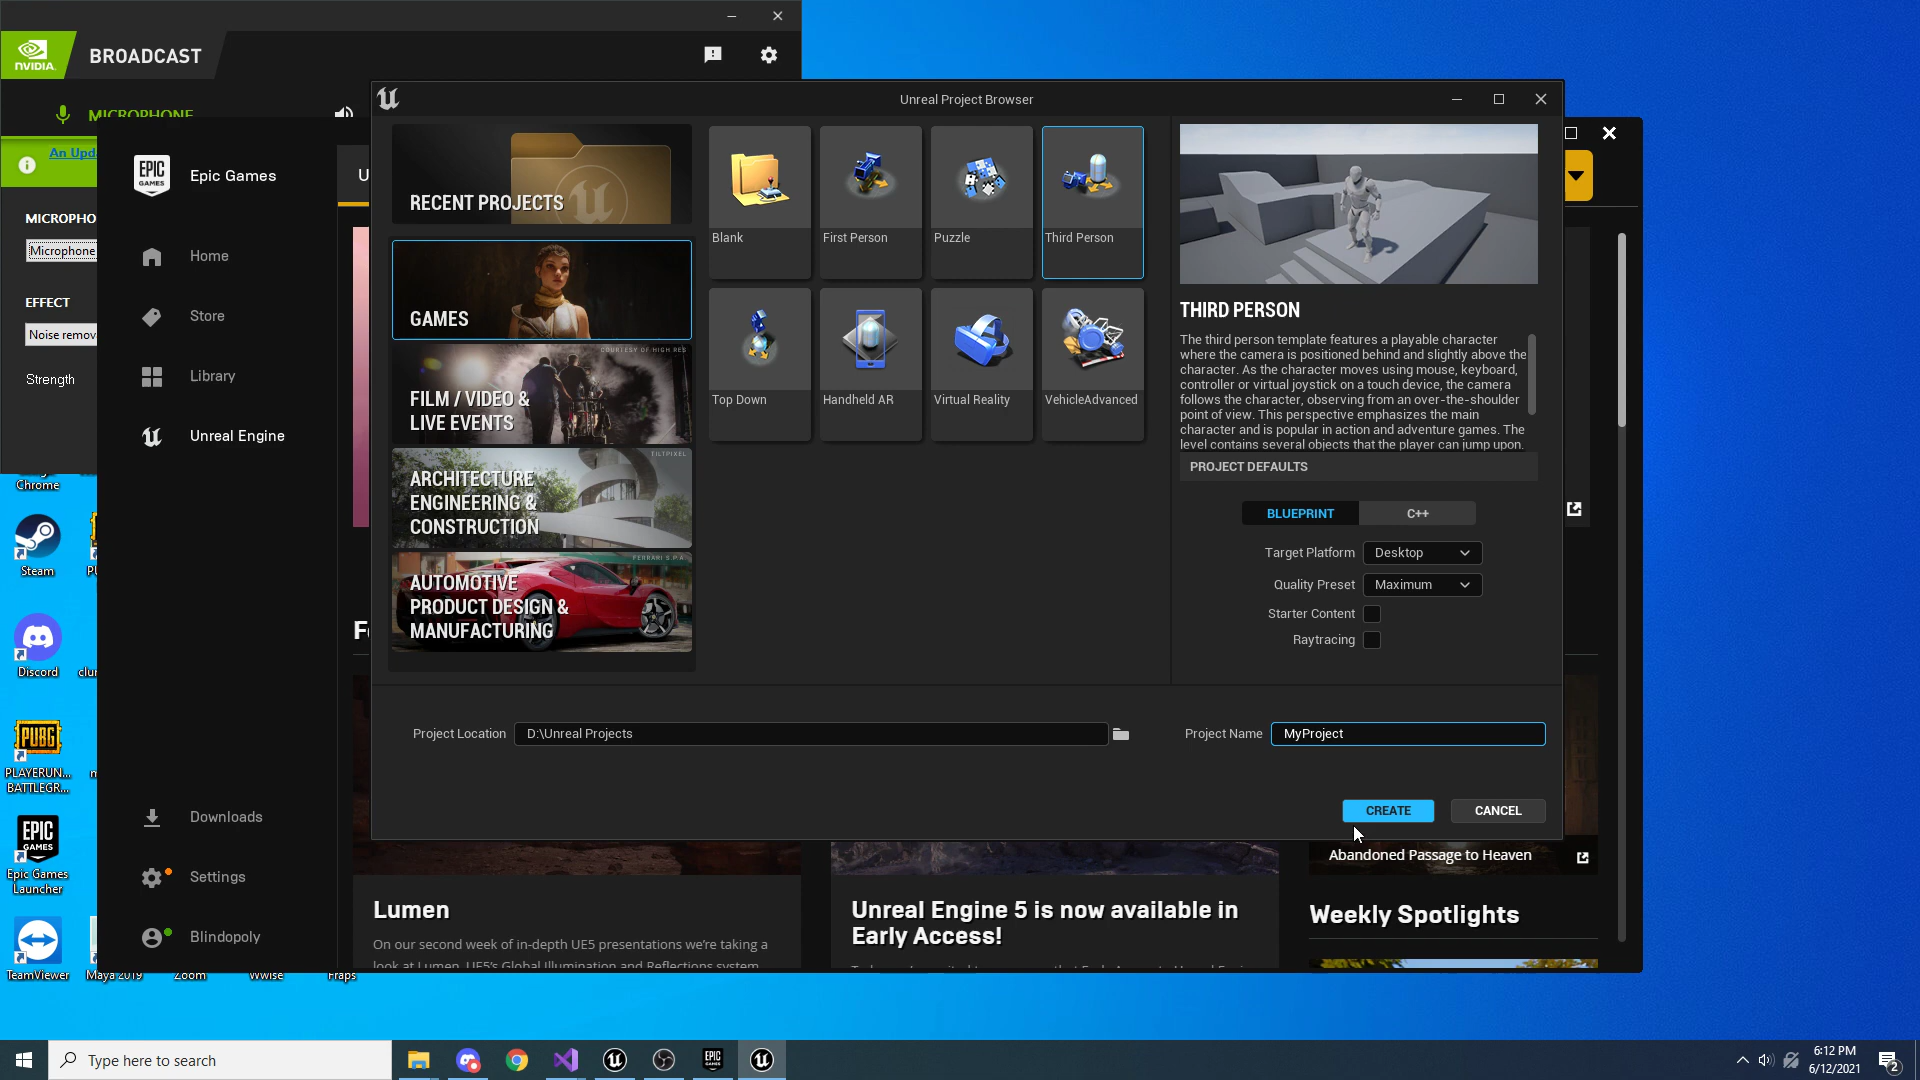 NVIDIA.
BROADCAST
MICROPHONE
An Upda
MICROPHO
Microphone
EFFECT
Noise remov
Strength
EPIC
GAMES
Epic Games
Home
Store
Library
Unreal Engine
Downloads
Settings
Blindopoly
Unreal Project Browser
RECENT PROJECTS
GAMES
COURTESY OF HIGH RES
FILM / VIDEO &
LIVE EVENTS
TILTPIXEL
ARCHITECTURE
ENGINEERING &
CONSTRUCTION
FERRARI S.P.A.
AUTOMOTIVE
PRODUCT DESIGN &
MANUFACTURING
Blank
First Person
Puzzle
Third Person
Top Down
Handheld AR
Virtual Reality
VehicleAdvanced
THIRD PERSON
The third person template features a playable character
where the camera is positioned behind and slightly above the
character. As the character moves using mouse, keyboard,
controller or virtual joystick on a touch device, the camera
follows the character, observing from an over-the-shoulder
point of view. This perspective emphasizes the main
character and is popular in action and adventure games. The
level contains several objects that the player can jump upon.
PROJECT DEFAULTS
BLUEPRINT
C++
Target Platform
Desktop
Quality Preset
Maximum
Starter Content
Raytracing
Project Location
D:\Unreal Projects
Project Name
MyProject
CREATE
CANCEL
Abandoned Passage to Heaven
Lumen
On our second week of in-depth UE5 presentations we're taking a
look at Lumen, UE5's Global Illumination and Reflections system
Unreal Engine 5 is now available in
Early Access!
Weekly Spotlights
Chrome
Steam
Discord
PUBG
PLAYERUN...
BATTLEGR...
EPIC
GAMES
Epic Games
Launcher
TeamViewer
Maya 2019
Zoom
Wwise
Fraps
Type here to search
EPIC
GAMES
6:12 PM
6/12/2021
2